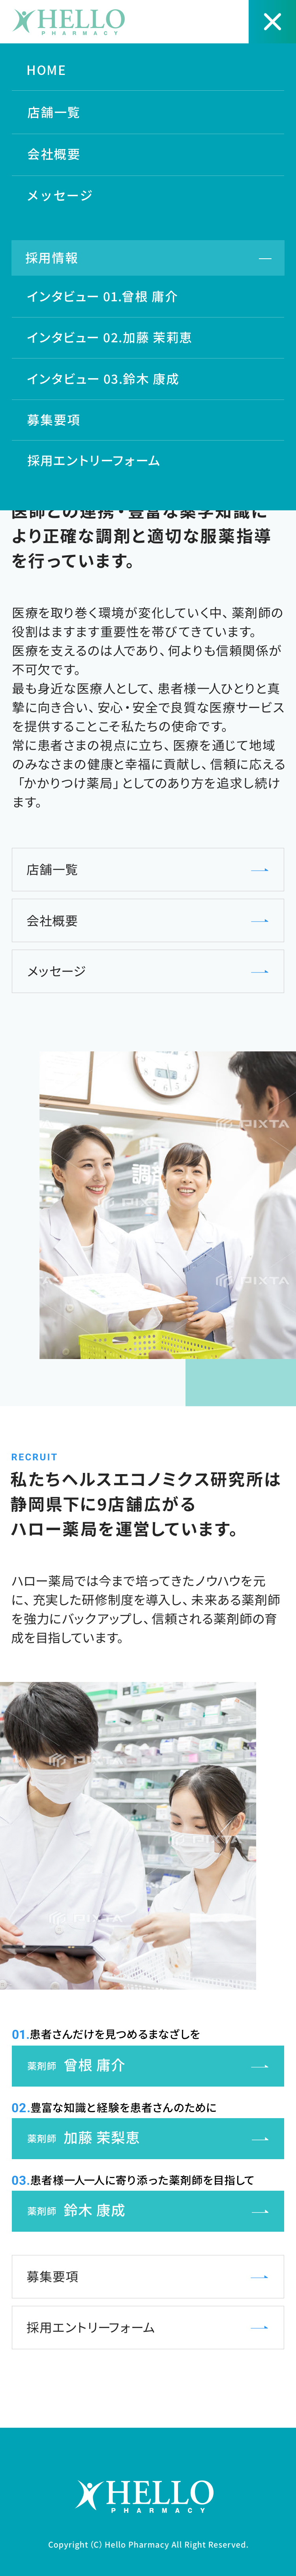 HELLO
PHARMACY
HOME
店舗一覧
会社概要
メッセージ
採用情報
インタビュー 01.曾根 庸介
インタビュー 02.加藤 茉莉恵
インタビュー 03.鈴木 康成
募集要項
採用エントリーフォーム
医師との連携・豊富な薬学知識に
より正確な調剤と適切な服薬指導
を行っています。
医療を取り巻く環境が変化していく中、薬剤師の
役割はますます重要性を帯びてきています。
医療を支えるのは人であり、何よりも信頼関係が
不可欠です。
最も身近な医療人として、患者様一人ひとりと真
摯に向き合い、安心・安全で良質な医療サービス
を提供することこそ私たちの使命です。
常に患者さまの視点に立ち、医療を通じて地域
のみなさまの健康と幸福に貢献し、信頼に応える
「かかりつけ薬局」としてのあり方を追求し続け
ます。
店舗一覧
会社概要
メッセージ
PIXTA
PIXTA
PIXTA
RECRUIT
私たちヘルスエコノミクス研究所は
静岡県下に9店舗広がる
ハロー薬局を運営しています。
ハロー薬局では今まで培ってきたノウハウを元
に、充実した研修制度を導入し、未来ある薬剤師
を強力にバックアップし、信頼される薬剤師の育
成を目指しています。
PIXTA
PIXTA
PIXTA
01.患者さんだけを見つめるまなざしを
薬剤師 曾根 庸介
02.豊富な知識と経験を患者さんのために
薬剤師 加藤 茉梨恵
03.患者様一人一人に寄り添った薬剤師を目指して
薬剤師 鈴木 康成
募集要項
採用エントリーフォーム
HELLO
PHARMACY
Copyright (C) Hello Pharmacy All Right Reserved.